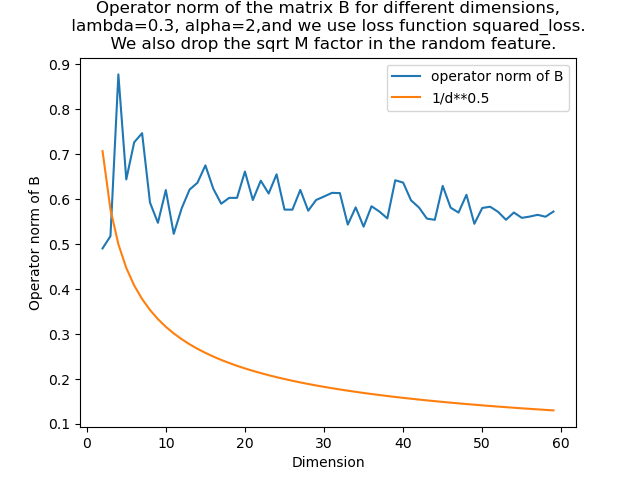 Operator norm of the matrix B for different dimensions,
lambda=0.3, alpha=2,and we use loss function squared_loss.
We also drop the sqrt M factor in the random feature.
operator norm of B
1/d**0.5
0.9
0.8
0.7
0.6
0.5
0.4
0.3
0.2
0.1
Operator norm of B
0 10 20 30 40 50 60
Dimension